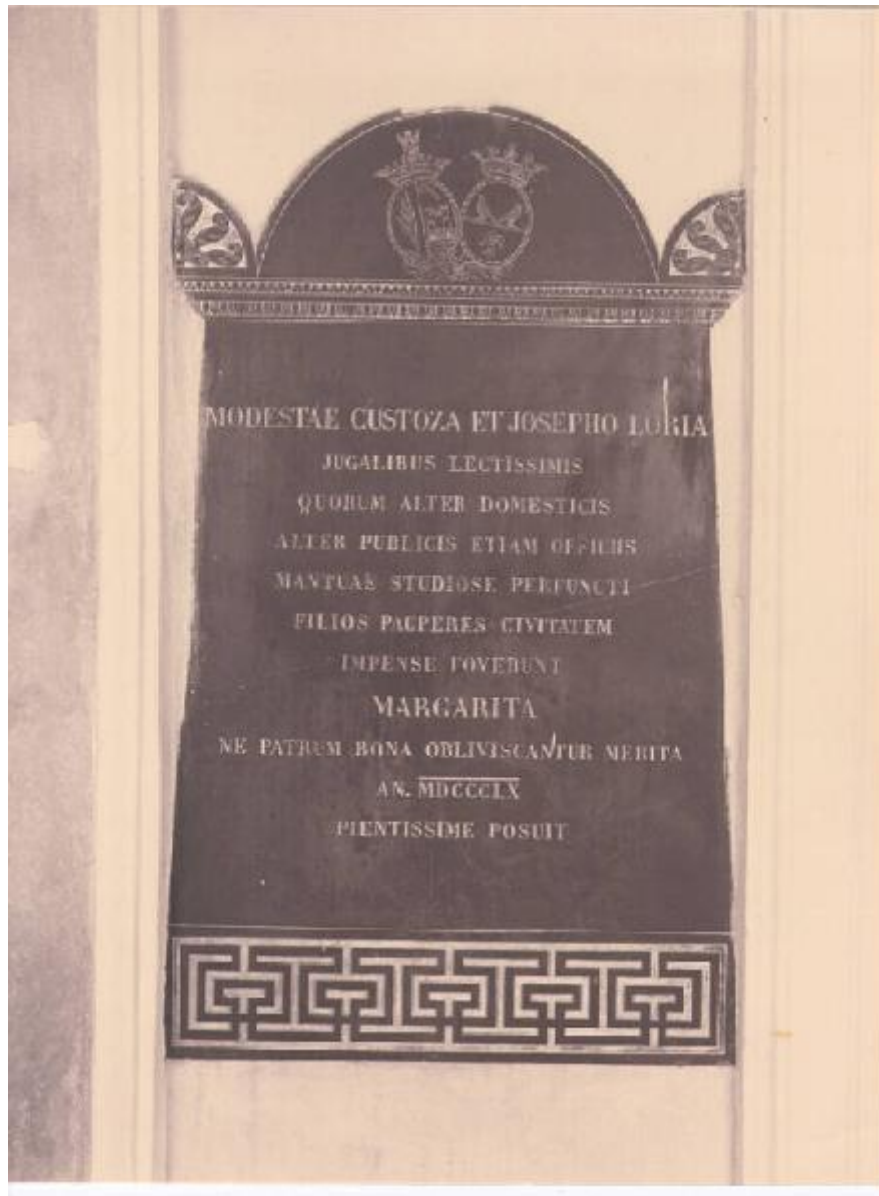 MODESTAE CUSTOZA ET JOSEPHO LURIA
JUGALIBUS LECTISSIMIS
QUORUM ALTER DOMESTICIS
ALTER PUBLICIS ETIAM OFFICIIS
MANTUAE STUDIOSE PERFUNCTI
FILIOS PAUPERES CIVITATEM
IMPENSE FOVERUNT
MARGARITA
NE PATRUM BONA OBLIVISCANTUR MERITA
AN. MDCCCLX
PIENTISSIME POSUIT